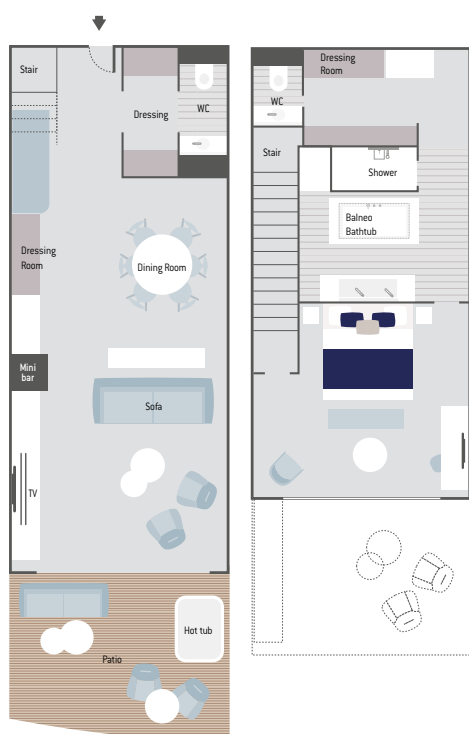 Stair
Dressing
WC
Dining Room
Dressing
Room
Mini
bar
Sofa
TV
Hot tub
Patio
Dressing
Room
WC
Stair
Shower
Balneo
Bathtub